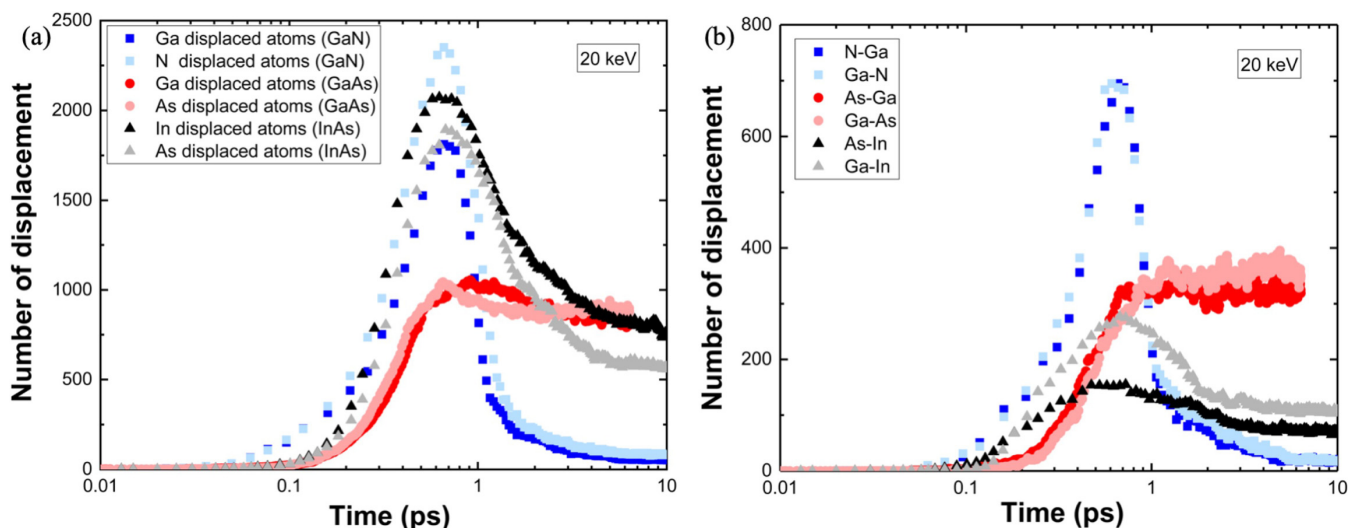 (a)
Number of displacement
2500
2000
1500
1000
500
0
Ga displaced atoms (GaN)
N displaced atoms (GaN)
Ga displaced atoms (GaAs)
As displaced atoms (GaAs)
In displaced atoms (InAs)
As displaced atoms (InAs)
20 keV
0.01
0.1
1
10
Time (ps)
(b)
Number of displacement
800
600
400
200
0
N-Ga
Ga-N
As-Ga
Ga-As
As-In
Ga-In
20 keV
0.01
0.1
1
10
Time (ps)